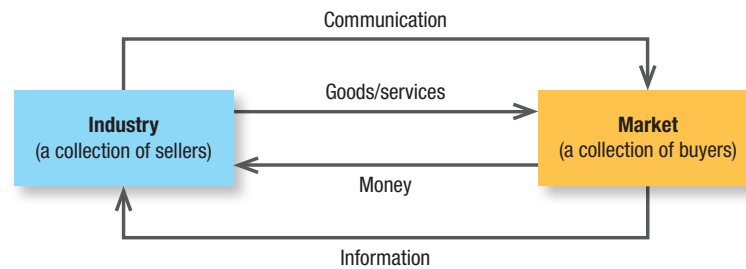 Communication
Goods/services
Industry
(a collection of sellers)
Market
(a collection of buyers)
Money
Information